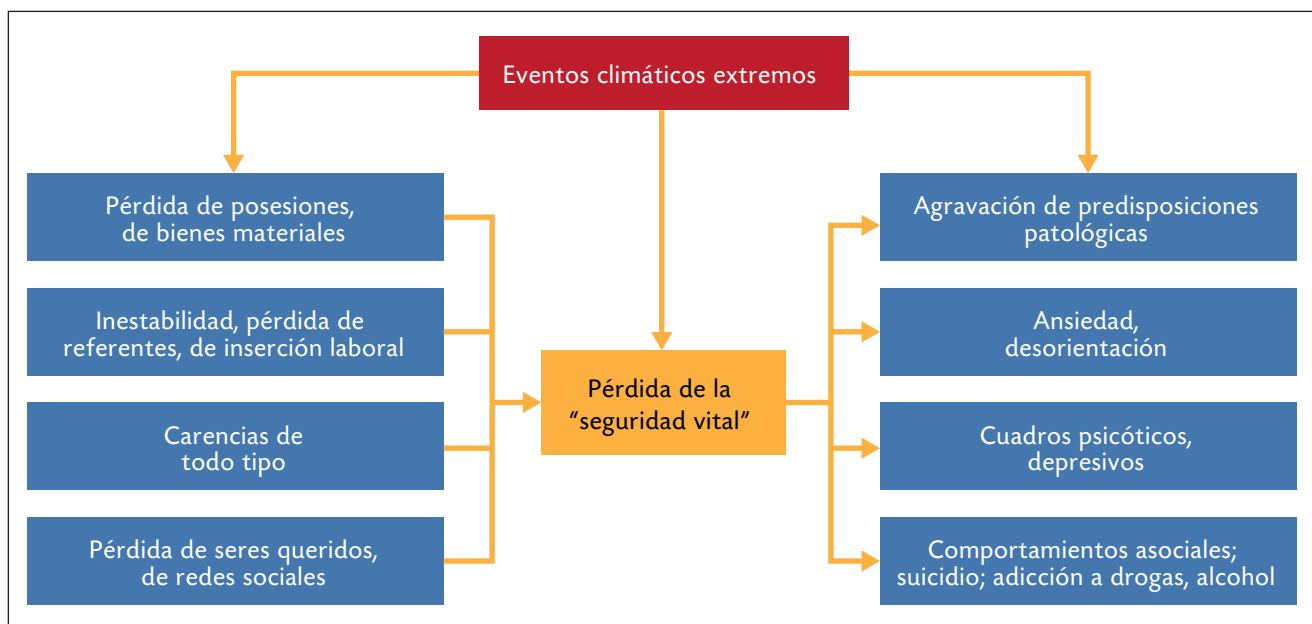 Eventos climáticos extremos
Pérdida de posesiones,
de bienes materiales
Inestabilidad, pérdida de
referentes, de inserción laboral
Carencias de
todo tipo
Pérdida de seres queridos,
de redes sociales
Pérdida de la
“seguridad vital”
Agravación de predisposiciones
patológicas
Ansiedad,
desorientación
Cuadros psicóticos,
depresivos
Comportamientos asociales;
suicidio; adicción a drogas, alcohol